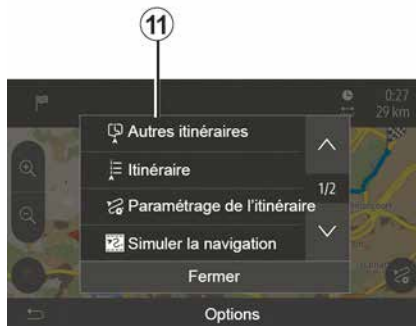 11
0:27
29 km
Autres itinéraires
Itinéraire
1/2
Paramétrage de l'itinéraire
Simuler la navigation
Fermer
Options